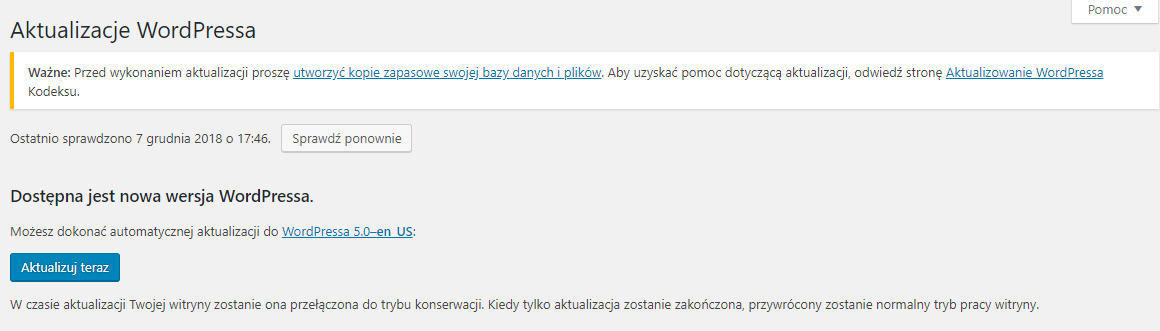 Pomoc
Aktualizacje WordPressa
Ważne: Przed wykonaniem aktualizacji proszę utworzyć kopie zapasowe swojej bazy danych i plików. Aby uzyskać pomoc dotyczącą aktualizacji, odwiedź stronę Aktualizowanie WordPressa
Kodeksu.
Ostatnio sprawdzono 7 grudnia 2018 o 17:46. Sprawdź ponownie
Dostępna jest nowa wersja WordPressa.
Możesz dokonać automatycznej aktualizacji do WordPressa 5.0–en_US:
Aktualizuj teraz
W czasie aktualizacji Twojej witryny zostanie ona przełączona do trybu konserwacji. Kiedy tylko aktualizacja zostanie zakończona, przywrócony zostanie normalny tryb pracy witryny.